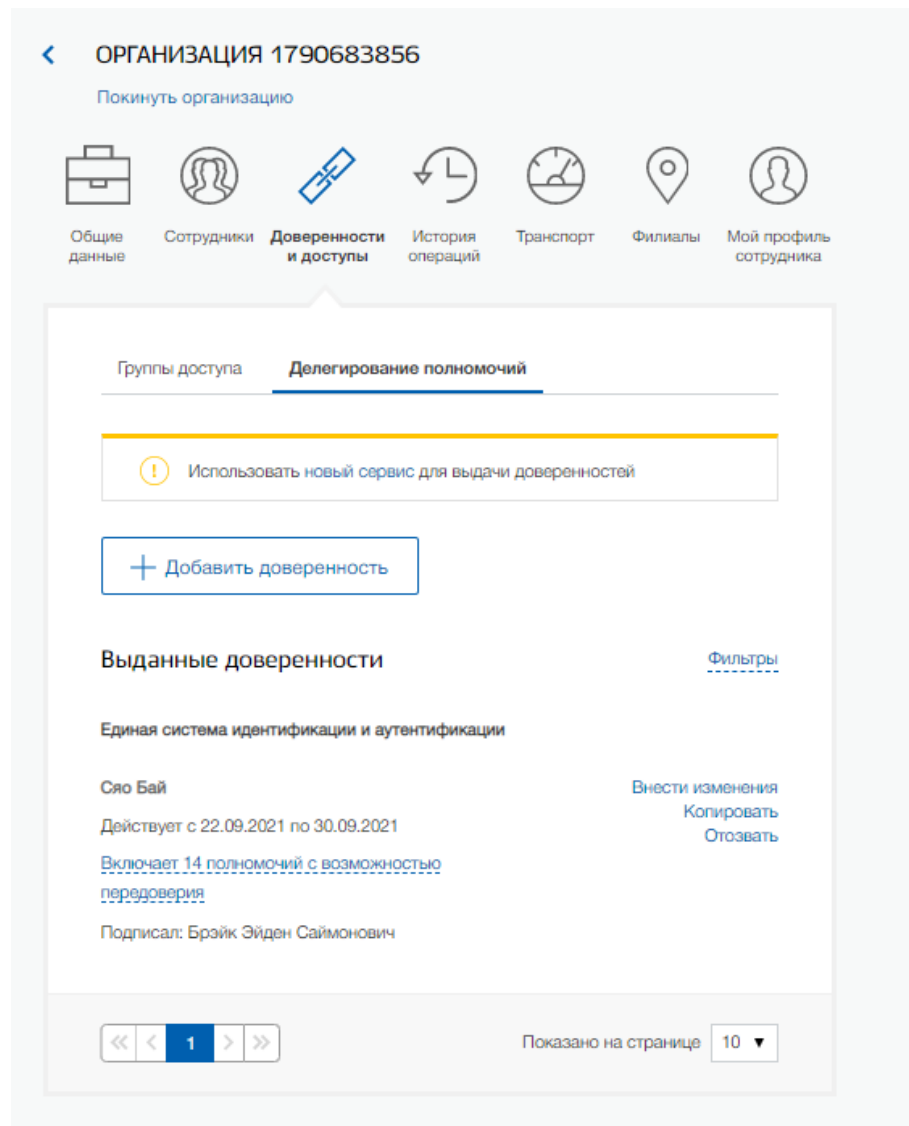 ОРГАНИЗАЦИЯ 1790683856
Покинуть организацию
Общие данные
Сотрудники
Доверенности и доступы
История операций
Транспорт
Филиалы
Мой профиль сотрудника
Группы доступа
Делегирование полномочий
Использовать новый сервис для выдачи доверенностей
Добавить доверенность
Выданные доверенности
Фильтры
Единая система идентификации и аутентификации
Сяо Бай
Внести изменения
Копировать
Отозвать
Действует с 22.09.2021 по 30.09.2021
Включает 14 полномочий с возможностью
передоверия
Подписал: Брэйк Эйден Саймонович
1
Показано на странице 10